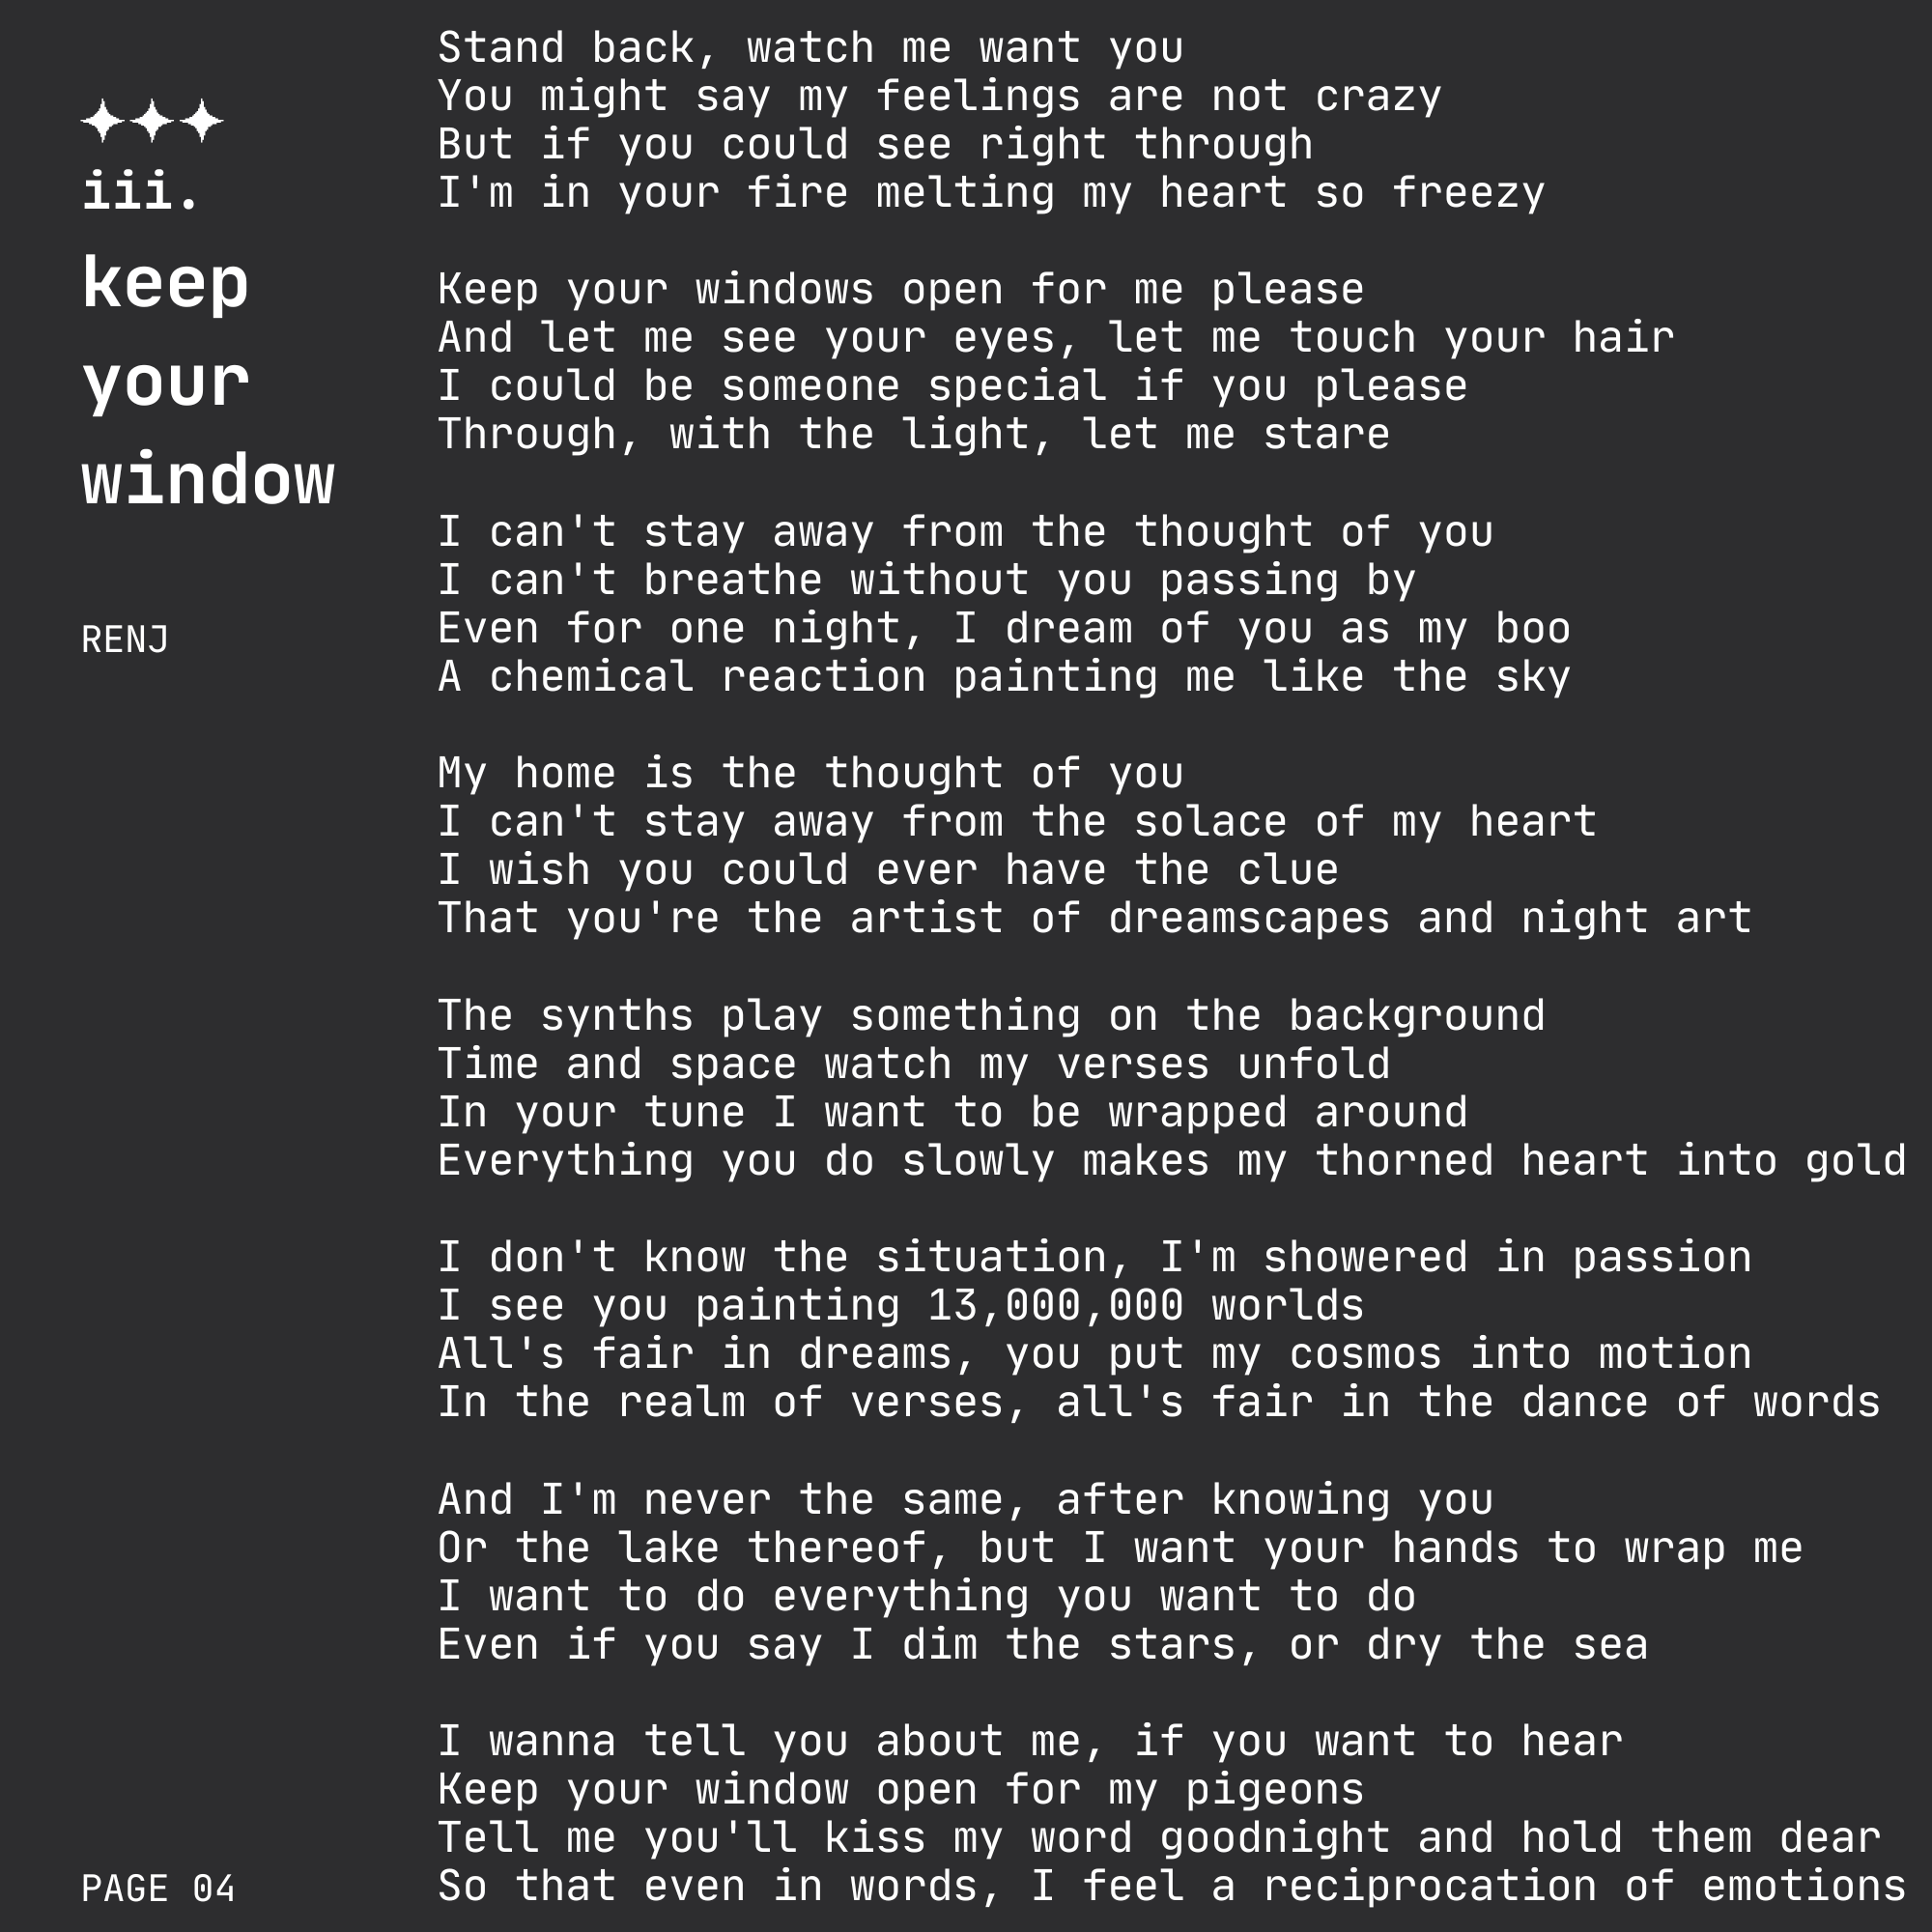 ✦✦✦
iii.
keep
your
window
RENJ
Stand back, watch me want you
You might say my feelings are not crazy
But if you could see right through
I'm in your fire melting my heart so freezy

Keep your windows open for me please
And let me see your eyes, let me touch your hair
I could be someone special if you please
Through, with the light, let me stare

I can't stay away from the thought of you
I can't breathe without you passing by
Even for one night, I dream of you as my boo
A chemical reaction painting me like the sky

My home is the thought of you
I can't stay away from the solace of my heart
I wish you could ever have the clue
That you're the artist of dreamscapes and night art

The synths play something on the background
Time and space watch my verses unfold
In your tune I want to be wrapped around
Everything you do slowly makes my thorned heart into gold

I don't know the situation, I'm showered in passion
I see you painting 13,000,000 worlds
All's fair in dreams, you put my cosmos into motion
In the realm of verses, all's fair in the dance of words

And I'm never the same, after knowing you
Or the lake thereof, but I want your hands to wrap me
I want to do everything you want to do
Even if you say I dim the stars, or dry the sea

I wanna tell you about me, if you want to hear
Keep your window open for my pigeons
Tell me you'll kiss my word goodnight and hold them dear
So that even in words, I feel a reciprocation of emotions
PAGE 04